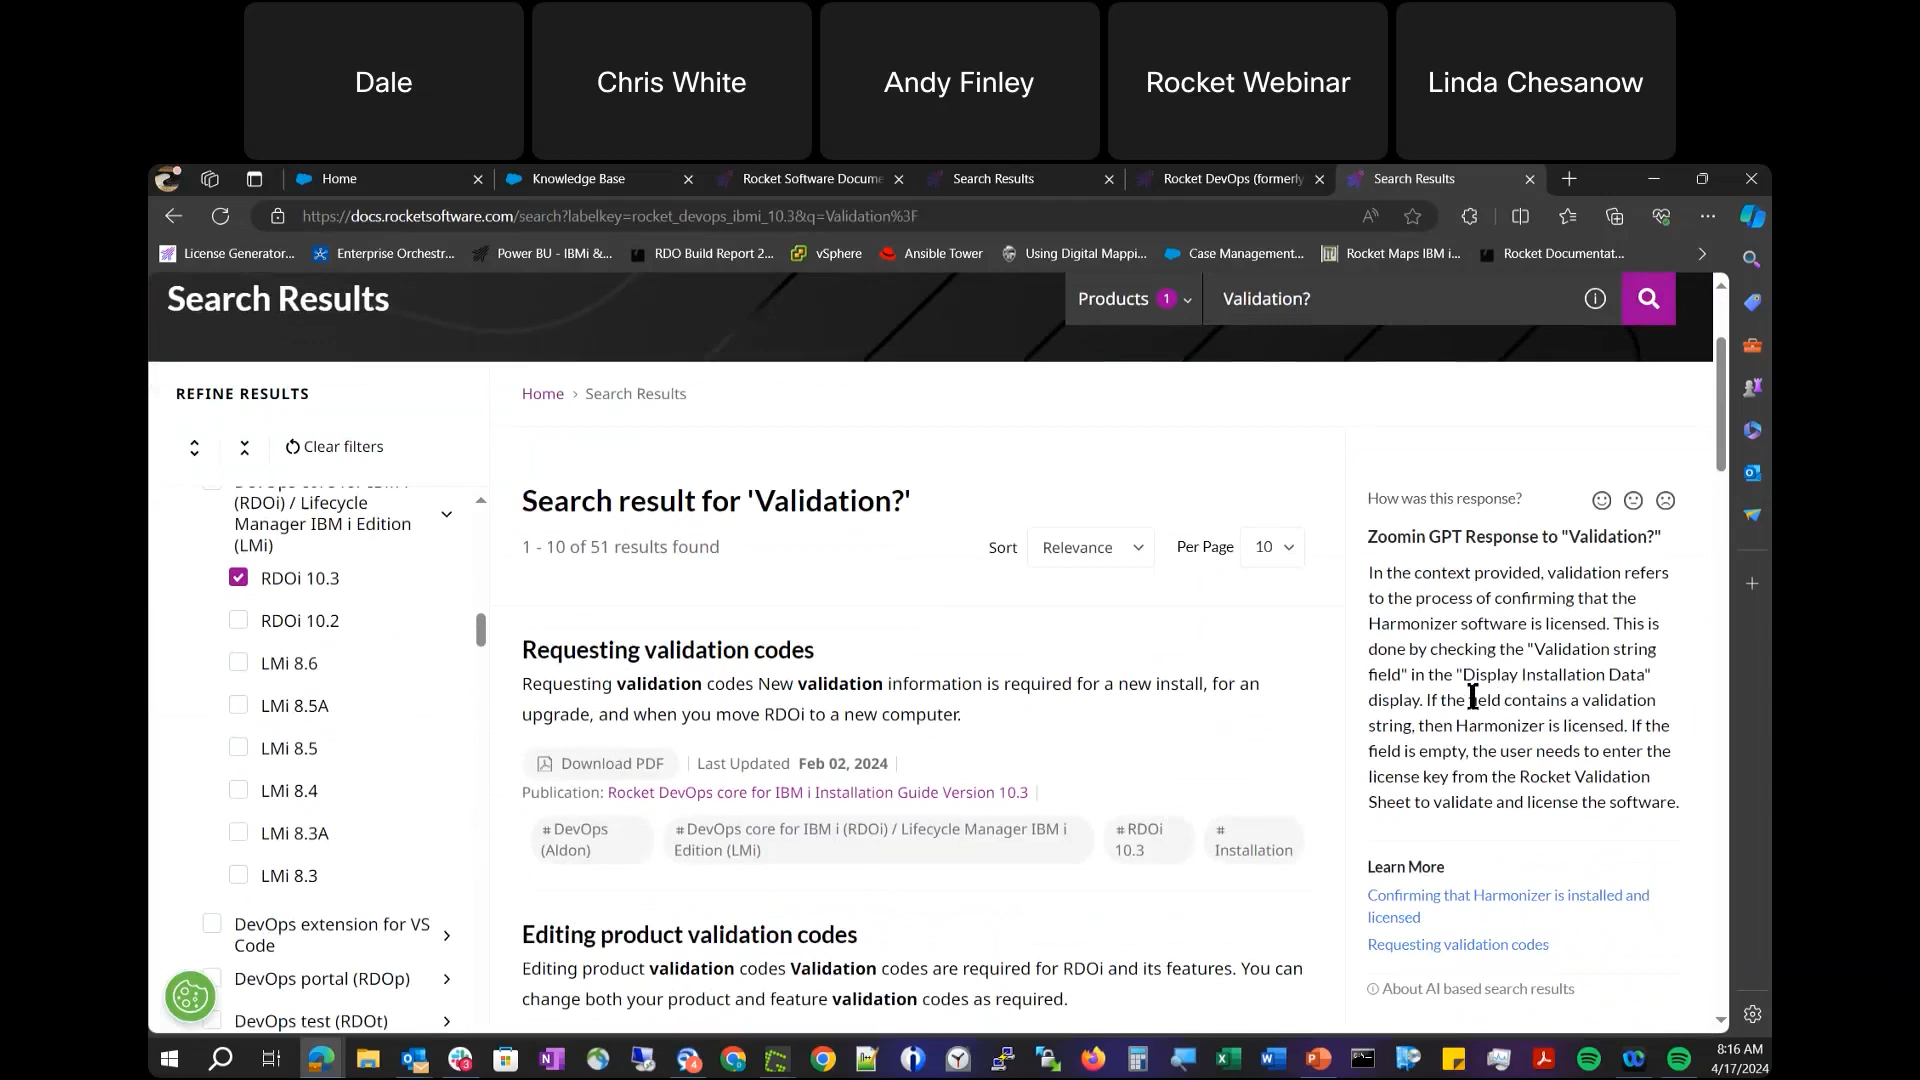 Dale
Chris White
Andy Finley
Rocket Webinar
Linda Chesanow
Home
Knowledge Base
Rocket Software Docume
Search Results
Rocket DevOps (formerly
Search Results
https://docs.rocketsoftware.com/search?labelkey=rocket_devops_ibmi_10.3&q=Validation%3F
License Generator...
Enterprise Orchestr...
Power BU - IBMi &...
RDO Build Report 2...
vSphere
Ansible Tower
Using Digital Mappi...
Case Management...
Rocket Maps IBM i...
Rocket Documentat...
Search Results
Products 1
Validation?
REFINE RESULTS
Clear filters
(RDOi) / Lifecycle
Manager IBM i Edition
(LMi)
RDOi 10.3
RDOi 10.2
LMi 8.6
LMi 8.5A
LMi 8.5
LMi 8.4
LMi 8.3A
LMi 8.3
DevOps extension for VS
Code
DevOps portal (RDOp)
DevOps test (RDOt)
Home > Search Results
Search result for 'Validation?'
1 - 10 of 51 results found
Sort
Relevance
Per Page
10
Requesting validation codes
Requesting validation codes New validation information is required for a new install, for an
upgrade, and when you move RDOi to a new computer.
Download PDF
Last Updated Feb 02, 2024
Publication: Rocket DevOps core for IBM i Installation Guide Version 10.3
# DevOps
(Aldon)
# DevOps core for IBM i (RDOi) / Lifecycle Manager IBM i
Edition (LMi)
# RDOi
10.3
#
Installation
Editing product validation codes
Editing product validation codes Validation codes are required for RDOi and its features. You can
change both your product and feature validation codes as required.
How was this response?
Zoomin GPT Response to "Validation?"
In the context provided, validation refers
to the process of confirming that the
Harmonizer software is licensed. This is
done by checking the "Validation string
field" in the "Display Installation Data"
display. If the field contains a validation
string, then Harmonizer is licensed. If the
field is empty, the user needs to enter the
license key from the Rocket Validation
Sheet to validate and license the software.
Learn More
Confirming that Harmonizer is installed and
licensed
Requesting validation codes
About AI based search results
8:16 AM
4/17/2024